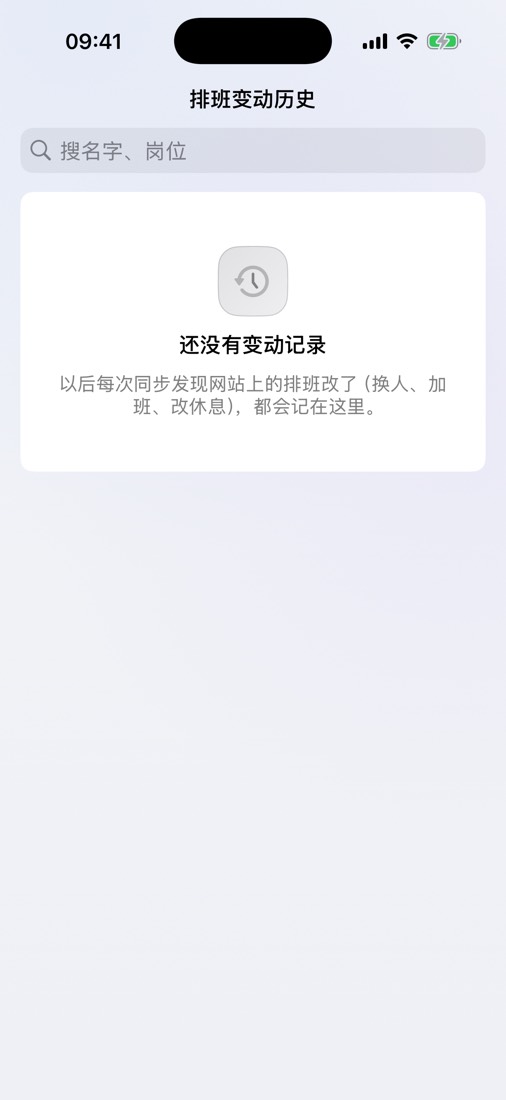 09:41
排班变动历史
搜名字、岗位
还没有变动记录
以后每次同步发现网站上的排班改了（换人、加
班、改休息），都会记在这里。